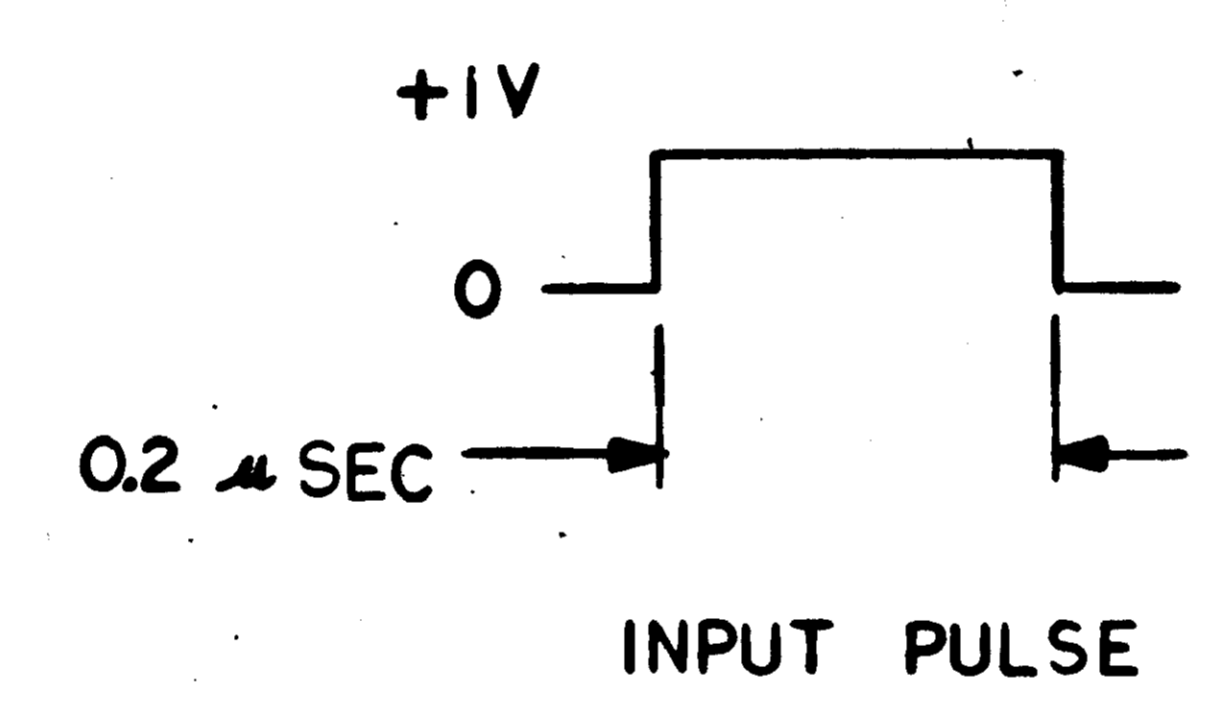 +1V
0
0.2 μ SEC
INPUT PULSE